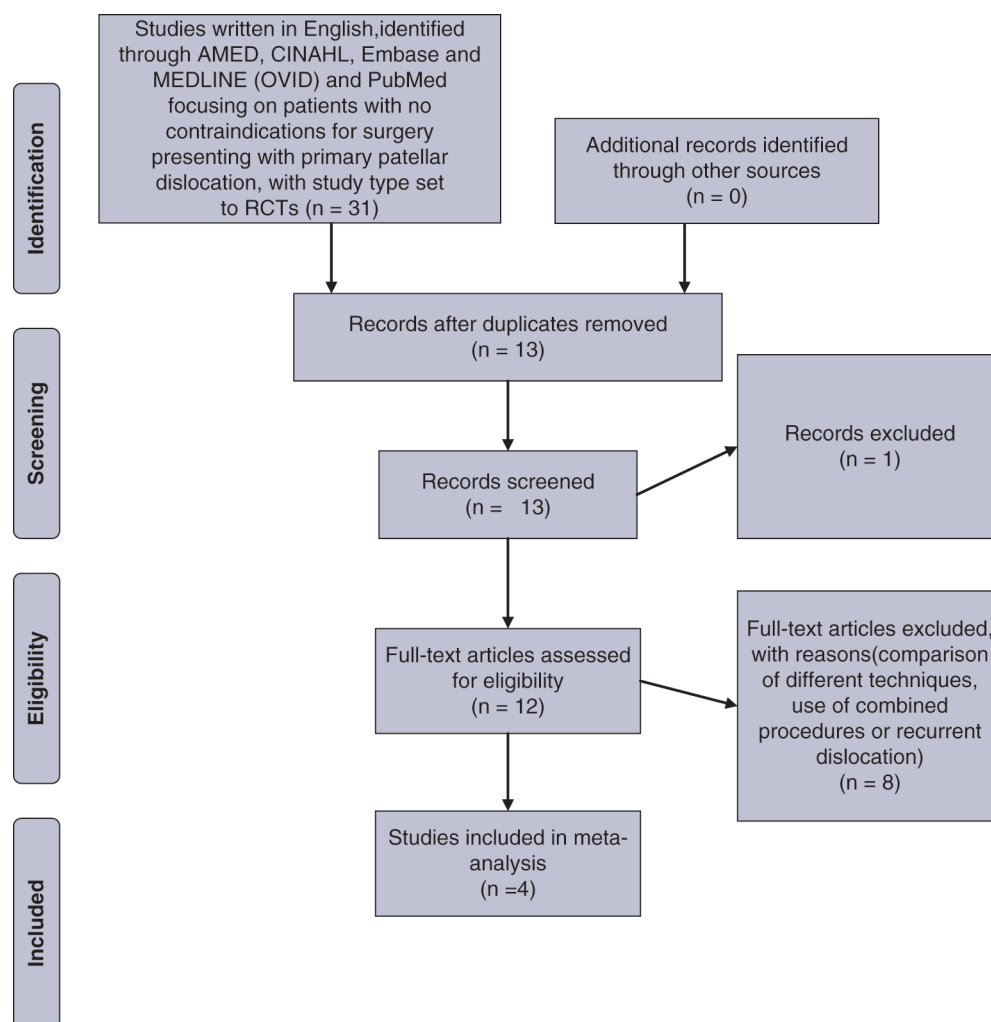 Identification
Studies written in English,identified
through AMED, CINAHL, Embase and
MEDLINE (OVID) and PubMed
focusing on patients with no
contraindications for surgery
presenting with primary patellar
dislocation, with study type set
to RCTs (n = 31)
Additional records identified
through other sources
(n = 0)
Records after duplicates removed
(n = 13)
Screening
Records screened
(n = 13)
Records excluded
(n = 1)
Eligibility
Full-text articles assessed
for eligibility
(n = 12)
Full-text articles excluded,
with reasons(comparison
of different techniques,
use of combined
procedures or recurrent
dislocation)
(n = 8)
Included
Studies included in meta-
analysis
(n =4)